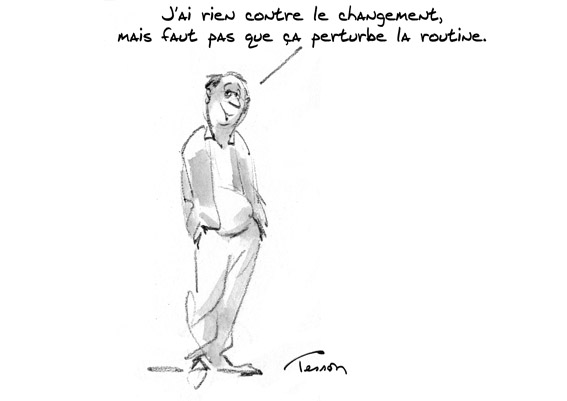 J'ai rien contre le changement,
mais faut pas que ça perturbe la routine.
Tesson